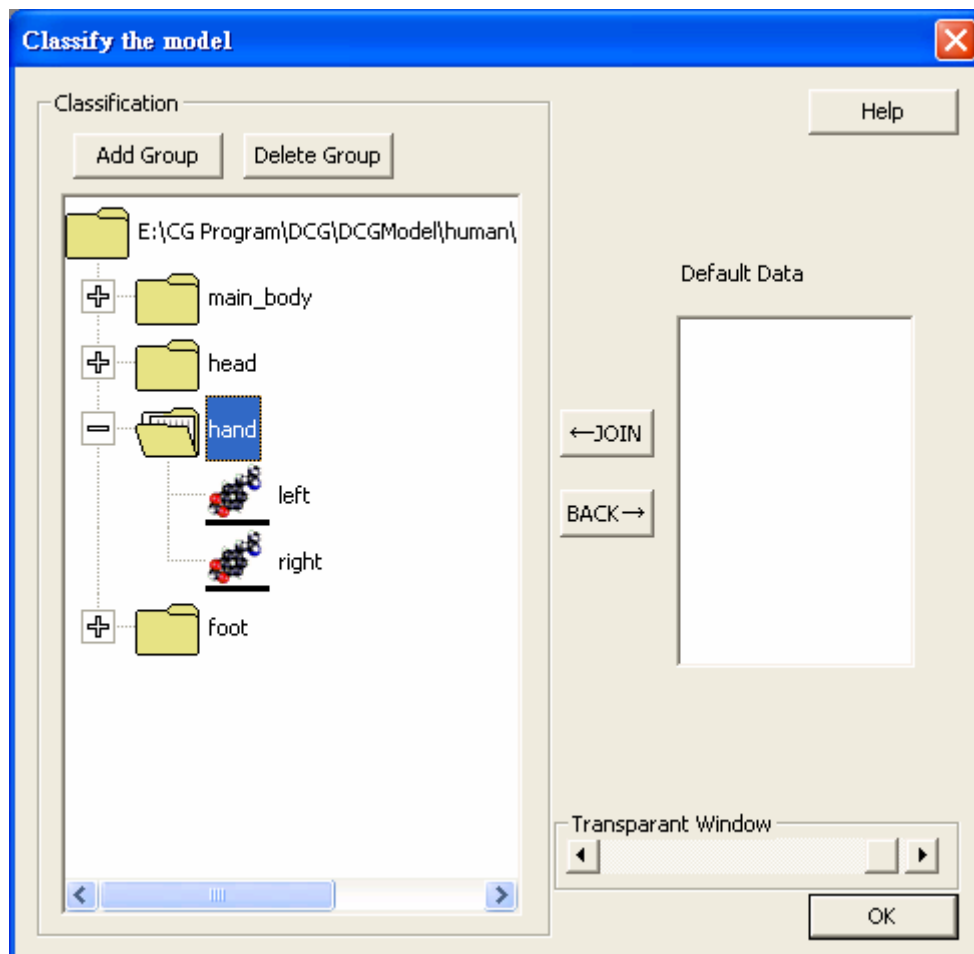 Classify the model
Classification
Help
Add Group
Delete Group
E:\CG Program\DCG\DCGModel\human\
Default Data
main_body
head
hand
←JOIN
left
BACK→
right
foot
Transparant Window
OK